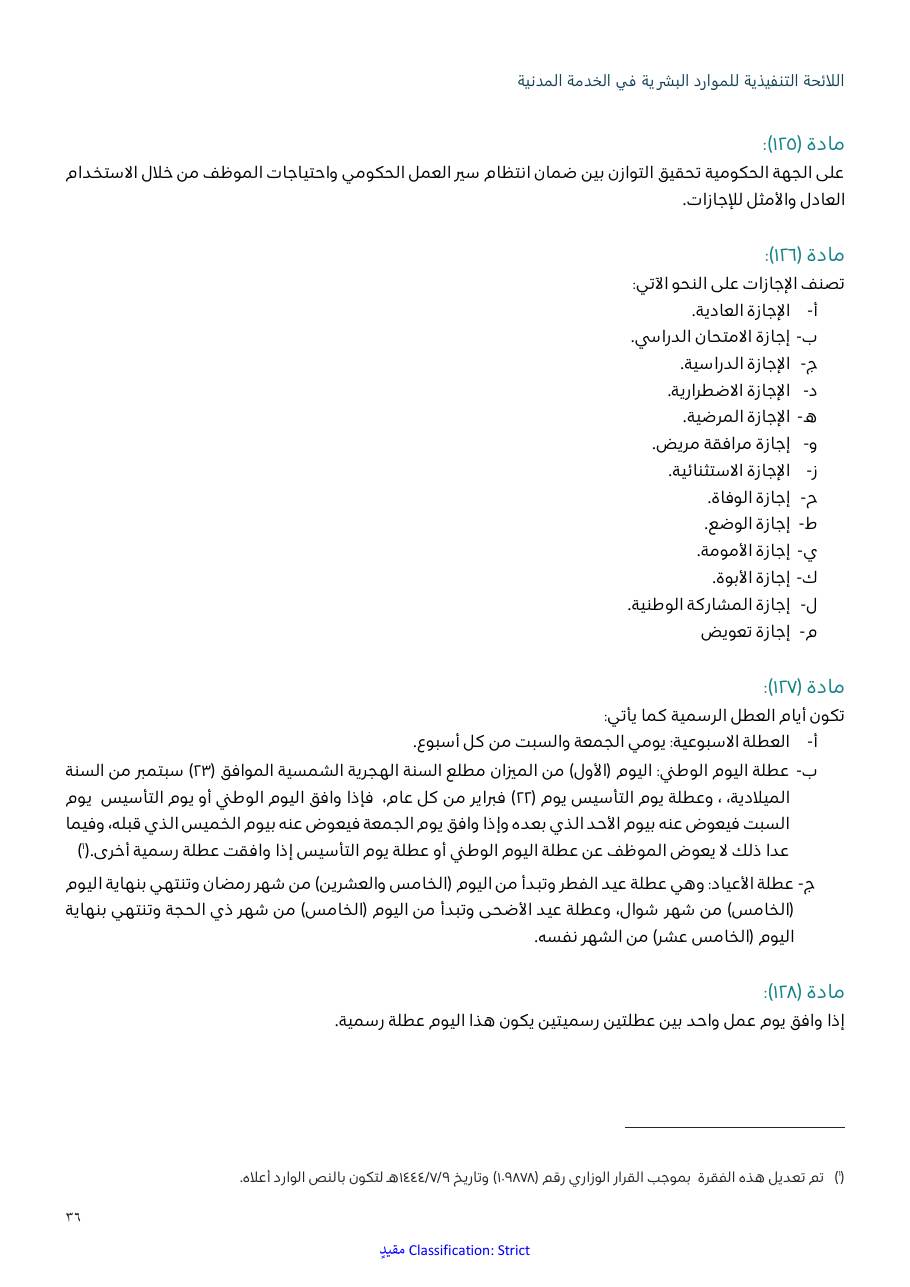 اللائحة التنفيذية للموارد البشرية في الخدمة المدنية
مادة (١٢٥):
على الجهة الحكومية تحقيق التوازن بين ضمان انتظام سير العمل الحكومي واحتياجات الموظف من خلال الاستخدام
العادل والأمثل للإجازات.
مادة (١٢٦):
تصنف الإجازات على النحو الآتي:
أ- الإجازة العادية.
ب- إجازة الامتحان الدراسي.
ج- الإجازة الدراسية.
د- الإجازة الاضطرارية.
هـ- الإجازة المرضية.
و- إجازة مرافقة مريض.
ز- الإجازة الاستثنائية.
ح- إجازة الوفاة.
ط- إجازة الوضع.
ي- إجازة الأمومة.
ك- إجازة الأبوة.
ل- إجازة المشاركة الوطنية.
م- إجازة تعويض
مادة (١٢٧):
تكون أيام العطل الرسمية كما يأتي:
أ- العطلة الاسبوعية: يومي الجمعة والسبت من كل أسبوع.
ب- عطلة اليوم الوطني: اليوم (الأول) من الميزان مطلع السنة الهجرية الشمسية الموافق (٢٣) سبتمبر من السنة
الميلادية، ، وعطلة يوم التأسيس يوم (٢٢) فبراير من كل عام، فإذا وافق اليوم الوطني أو يوم التأسيس يوم
السبت فيعوض عنه بيوم الأحد الذي بعده وإذا وافق يوم الجمعة فيعوض عنه بيوم الخميس الذي قبله، وفيما
عدا ذلك لا يعوض الموظف عن عطلة اليوم الوطني أو عطلة يوم التأسيس إذا وافقت عطلة رسمية أخرى.(١)
ج- عطلة الأعياد: وهي عطلة عيد الفطر وتبدأ من اليوم (الخامس والعشرين) من شهر رمضان وتنتهي بنهاية اليوم
(الخامس) من شهر شوال، وعطلة عيد الأضحى وتبدأ من اليوم (الخامس) من شهر ذي الحجة وتنتهي بنهاية
اليوم (الخامس عشر) من الشهر نفسه.
مادة (١٢٨):
إذا وافق يوم عمل واحد بين عطلتين رسميتين يكون هذا اليوم عطلة رسمية.
(١) تم تعديل هذه الفقرة بموجب القرار الوزاري رقم (١٠٩٨٧٨) وتاريخ ١٤٤٤/٧/٩هـ لتكون بالنص الوارد أعلاه.
٣٦
Classification: Strict مقيدٍ